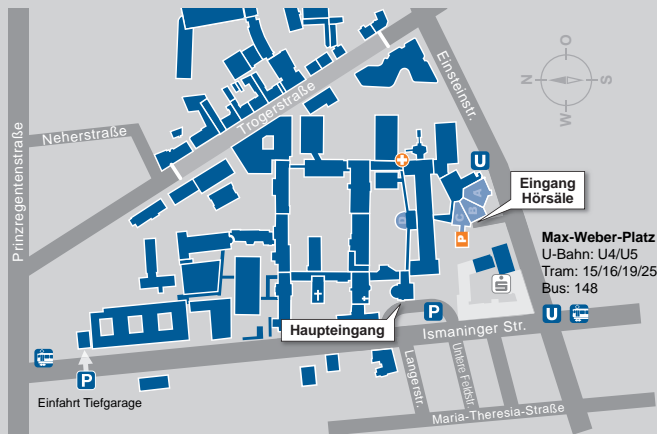 Prinzregentenstraße
Neherstraße
Trogerstraße
Einsteinstr.
O
N
S
W
U
Eingang
Hörsäle
A
B
C
D
P
Max-Weber-Platz
U-Bahn: U4/U5
Tram: 15/16/19/25
Bus: 148
S
Haupteingang
P
Ismaninger Str.
U
P
Einfahrt Tiefgarage
Langerstr.
Untere Feldstr.
Maria-Theresia-Straße